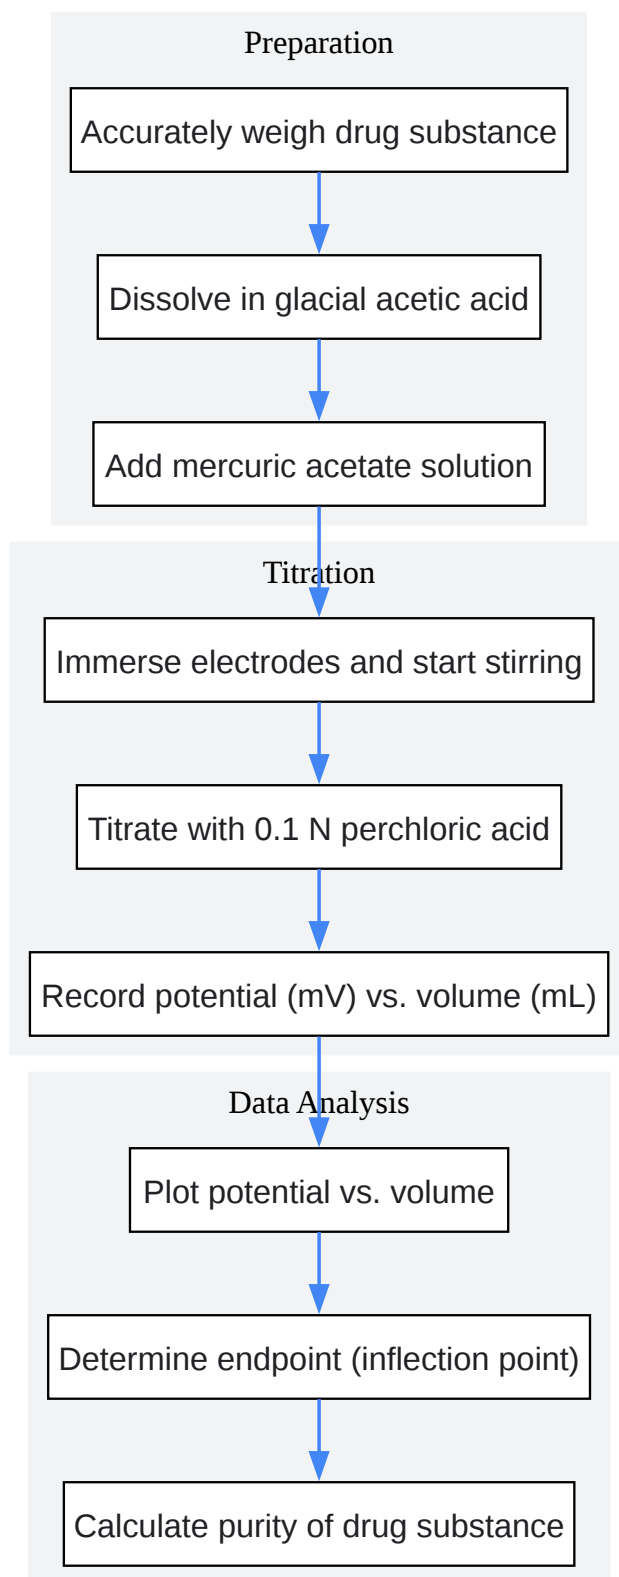 Preparation
Accurately weigh drug substance
Dissolve in glacial acetic acid
Add mercuric acetate solution
Titration
Immerse electrodes and start stirring
Titrate with 0.1 N perchloric acid
Record potential (mV) vs. volume (mL)
Data Analysis
Plot potential vs. volume
Determine endpoint (inflection point)
Calculate purity of drug substance